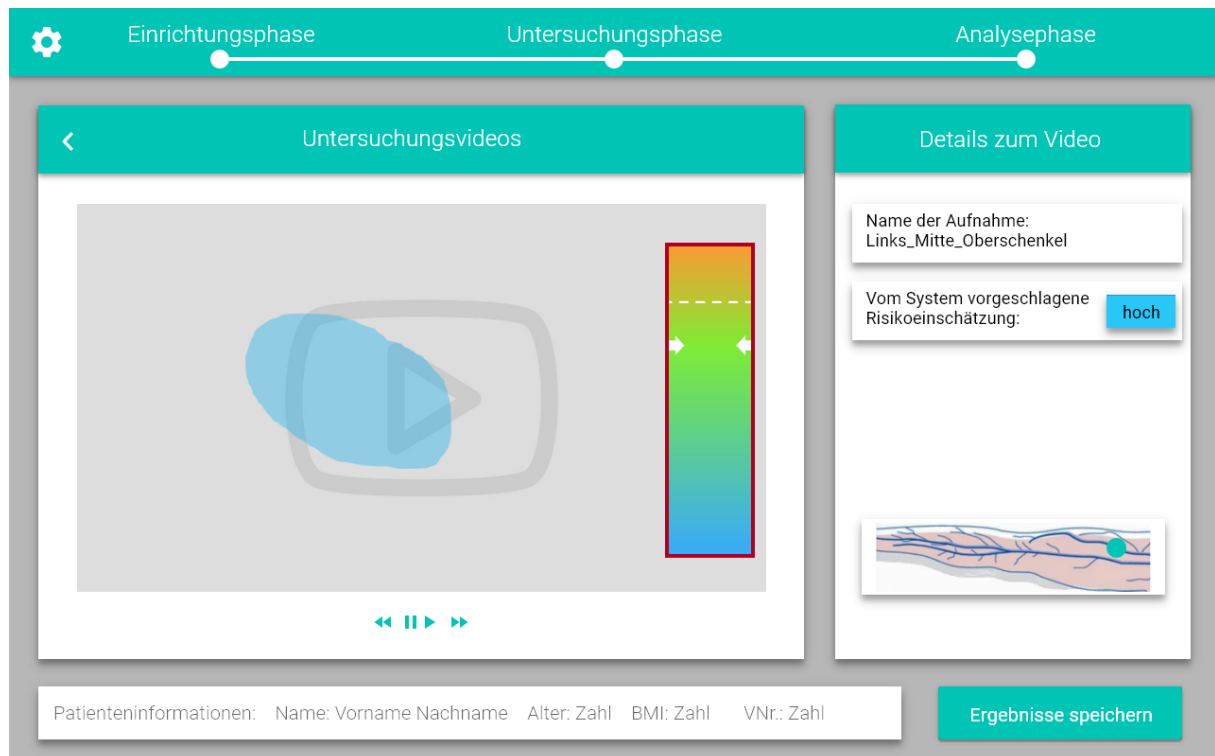 Einrichtungsphase
Untersuchungsphase
Analysephase
Untersuchungsvideos
Details zum Video
Name der Aufnahme:
Links_Mitte_Oberschenkel
Vom System vorgeschlagene
Risikoeinschätzung:
hoch
Patienteninformationen: Name: Vorname Nachname Alter: Zahl BMI: Zahl VNr.: Zahl
Ergebnisse speichern